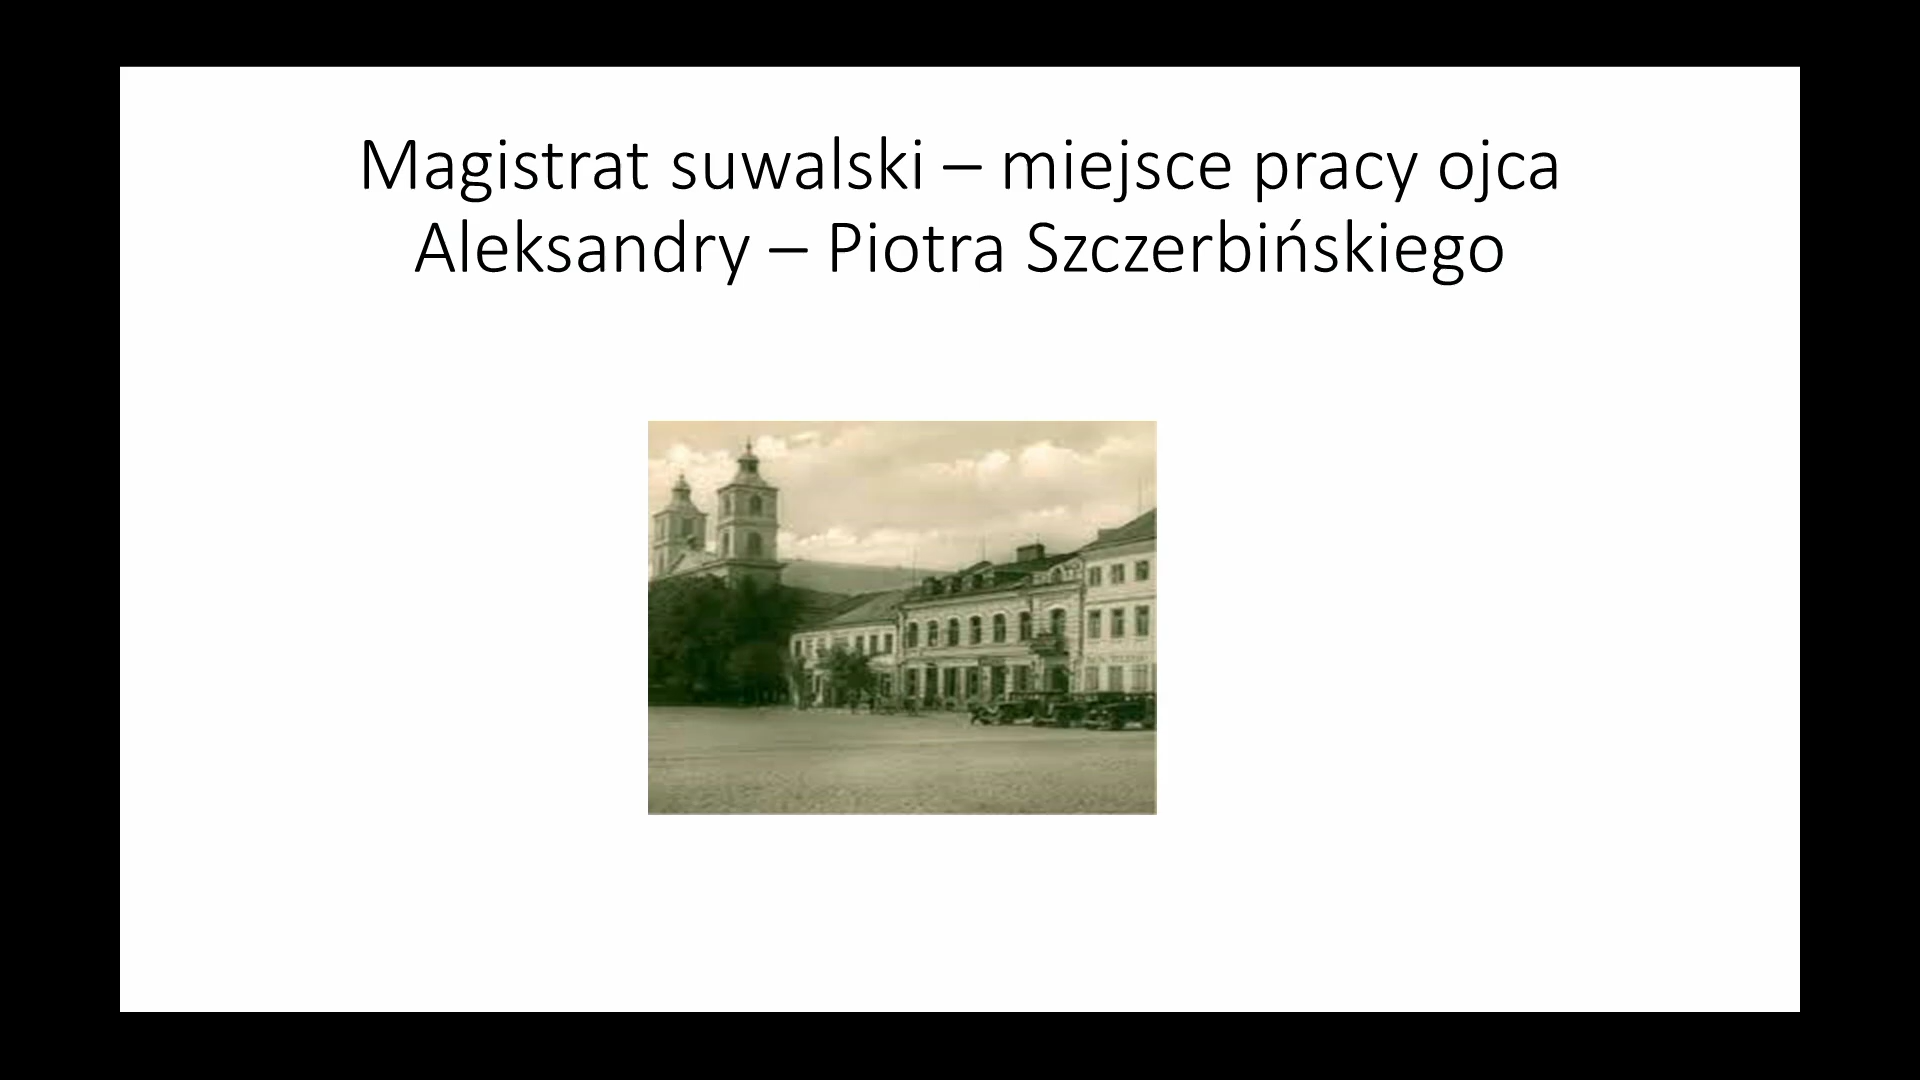 Magistrat suwalski – miejsce pracy ojca
Aleksandry – Piotra Szczerbińskiego